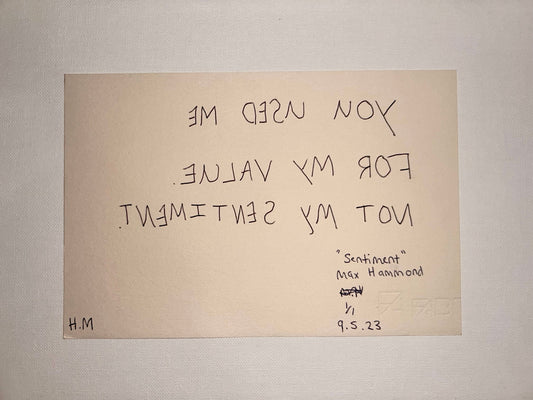 YOU USED ME
FOR MY VALUE.
NOT MY SENTIMENT.
"Sentiment"
Max Hammond
1/1
9.5.23
H.M